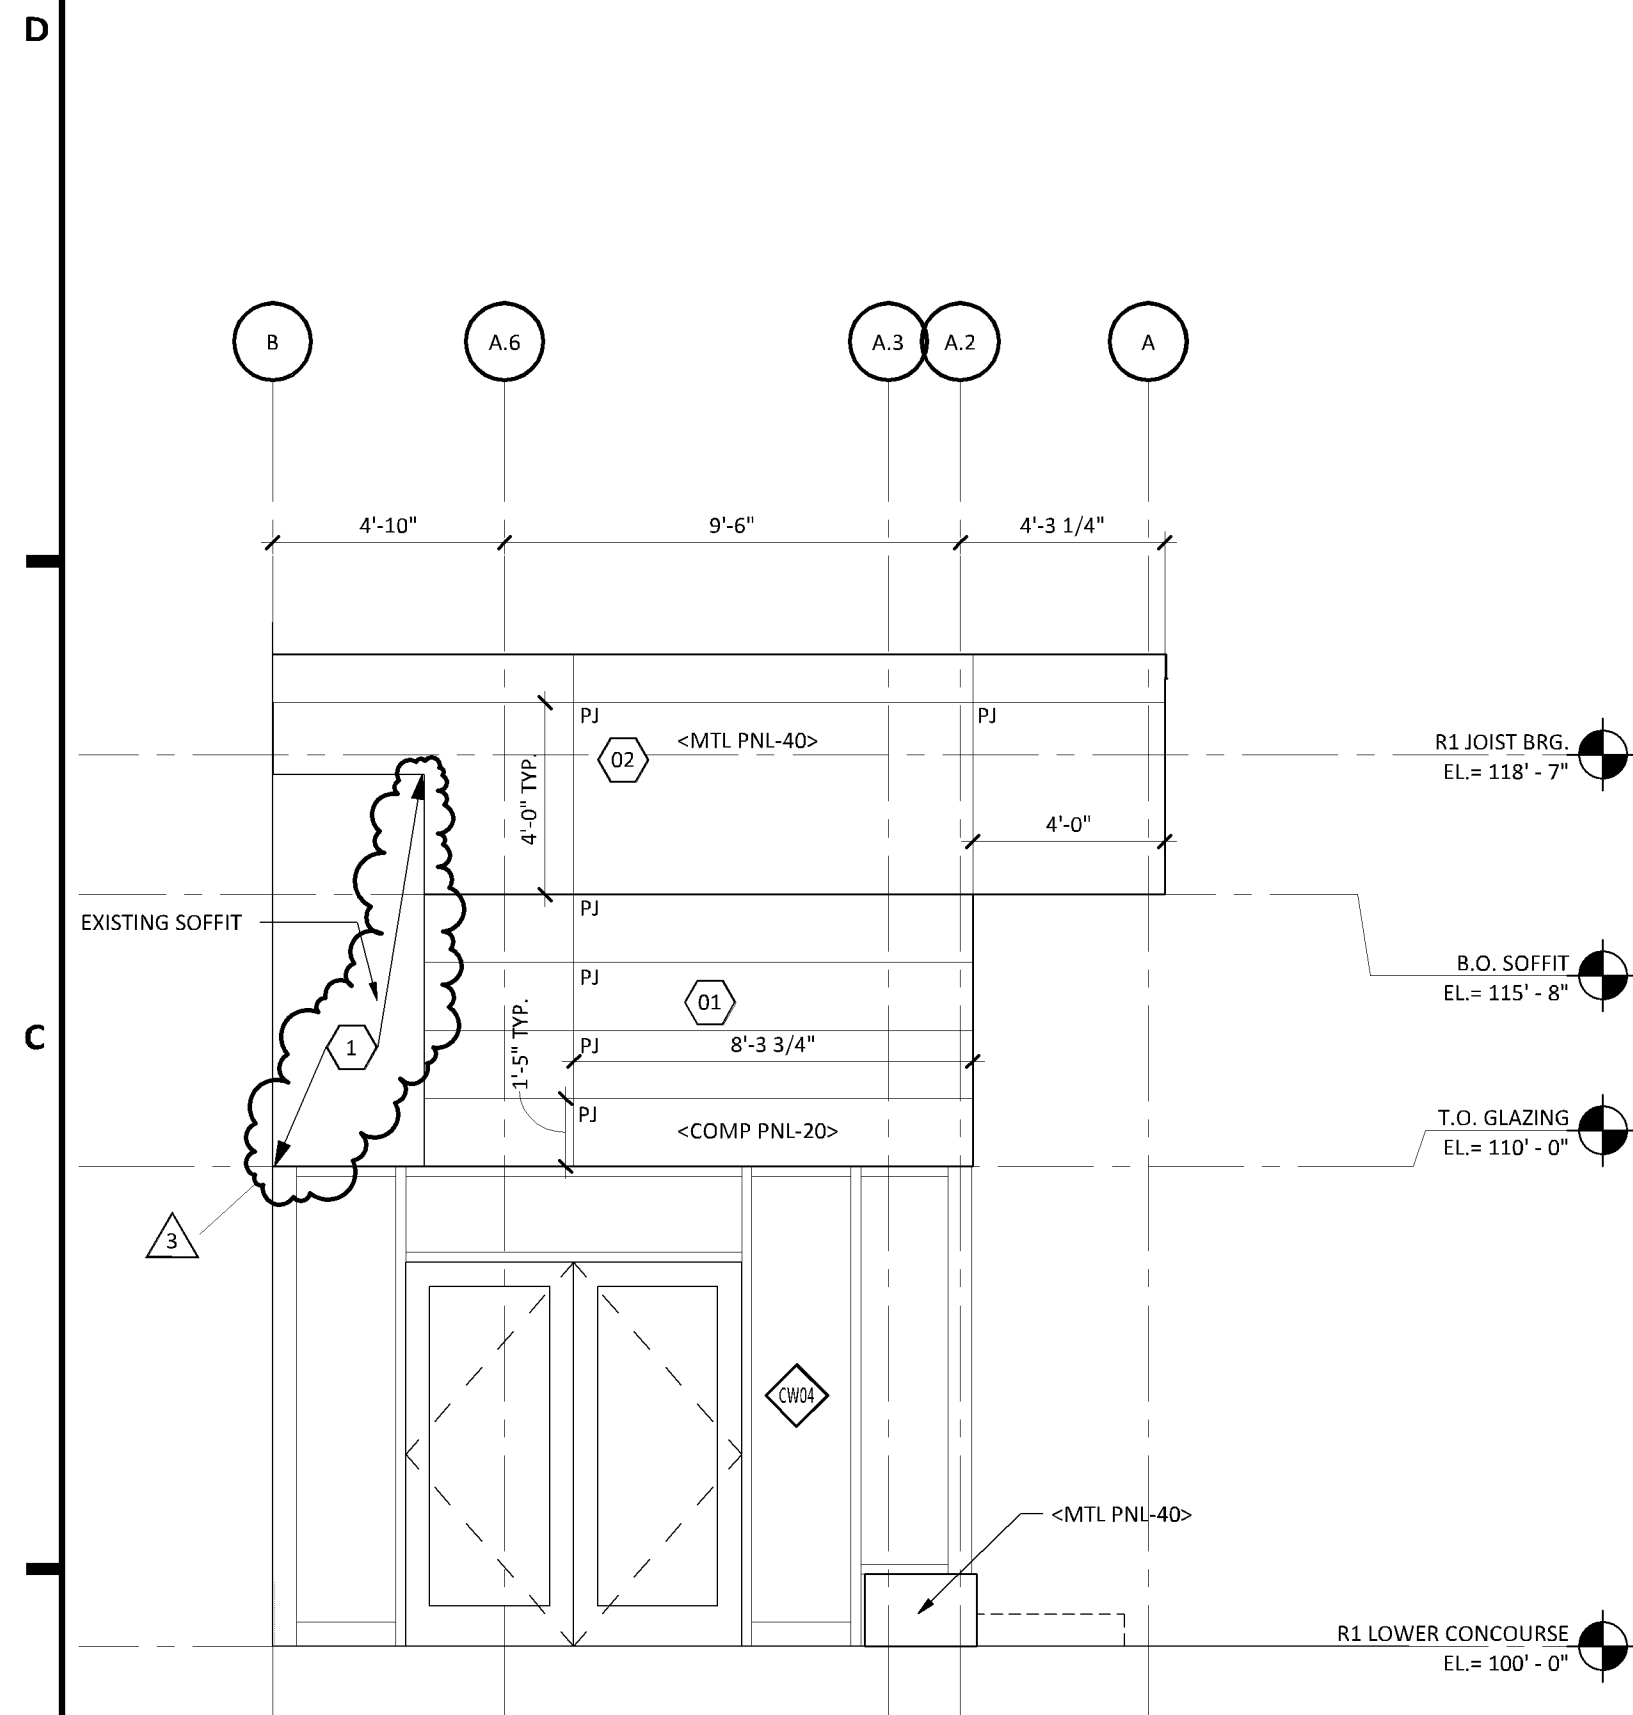 D
B
A.6
A.3
A.2
A
4'-10"
9'-6"
4'-3 1/4"
PJ
<MTL PNL-40>
PJ
02
R1 JOIST BRG.
EL.= 118' - 7"
4'-0" TYP.
4'-0"
EXISTING SOFFIT
PJ
B.O. SOFFIT
EL.= 115' - 8"
PJ
01
1'-5" TYP.
C
1
PJ
8'-3 3/4"
PJ
<COMP PNL-20>
T.O. GLAZING
EL.= 110' - 0"
3
CW04
<MTL PNL-40>
R1 LOWER CONCOURSE
EL.= 100' - 0"